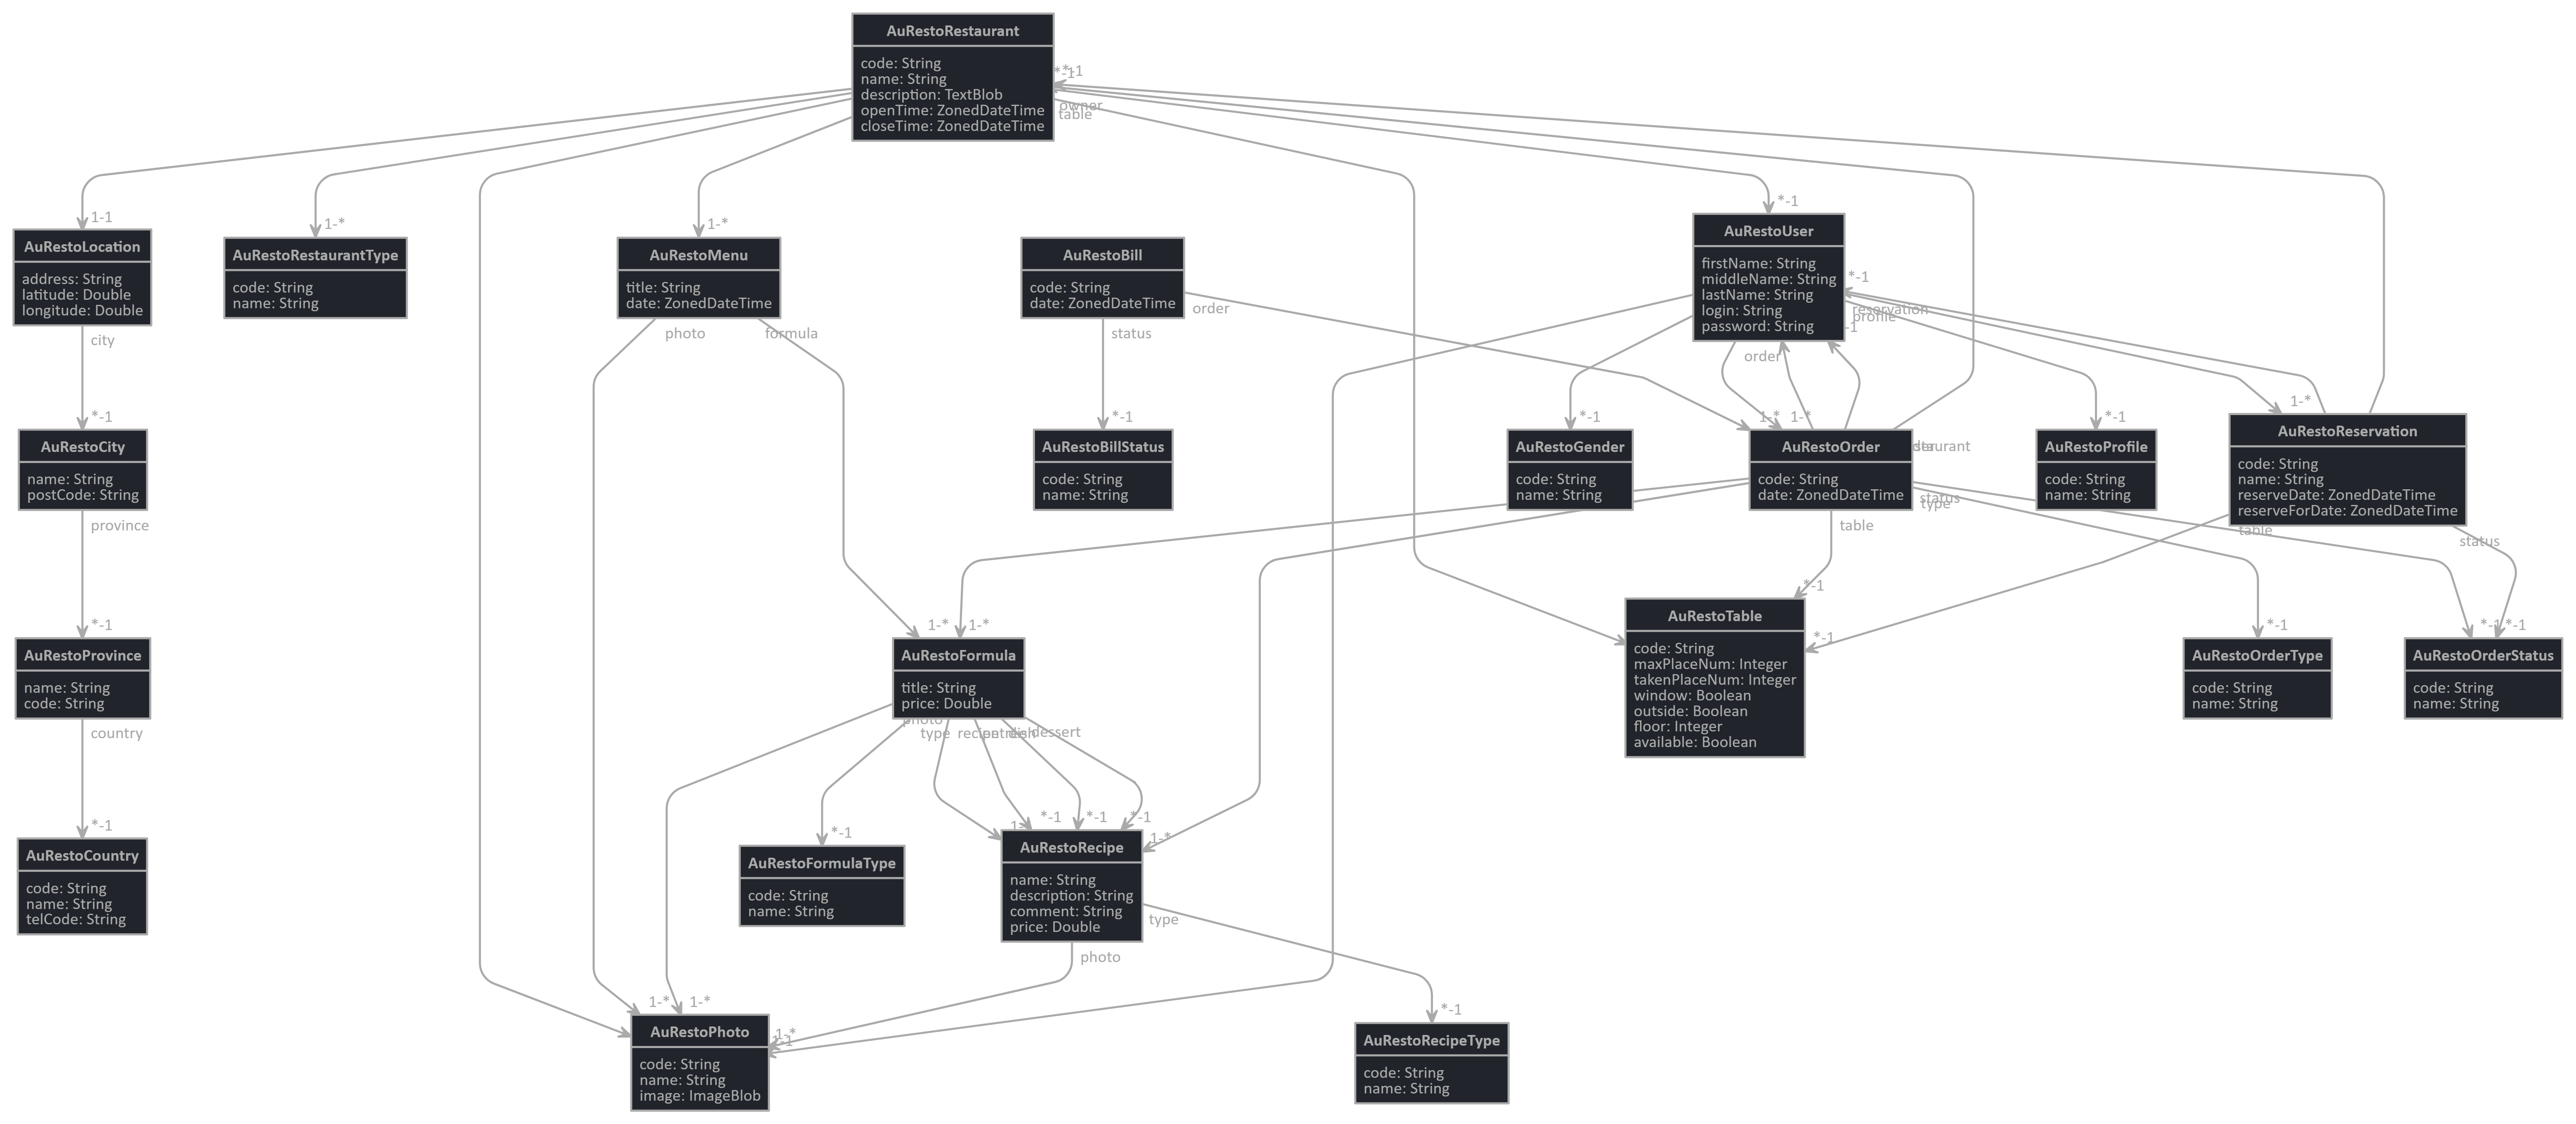 AuRestoRestaurant
code: String
name: String
description: TextBlob
openTime: ZonedDateTime
closeTime: ZonedDateTime
*-1
owner
table
1-1
1-*
1-*
*-1
AuRestoLocation
address: String
latitude: Double
longitude: Double
AuRestoRestaurantType
code: String
name: String
AuRestoMenu
title: String
date: ZonedDateTime
AuRestoBill
code: String
date: ZonedDateTime
AuRestoUser
firstName: String
middleName: String
lastName: String
login: String
password: String
*-1
reservation
profile
-1
order
city
photo
formula
status
order
*-1
*-1
*-1
1-*
1-*
*-1
1-*
AuRestoCity
name: String
postCode: String
AuRestoBillStatus
code: String
name: String
AuRestoGender
code: String
name: String
AuRestoOrder
code: String
date: ZonedDateTime
AuRestoProfile
code: String
name: String
AuRestoReservation
code: String
name: String
reserveDate: ZonedDateTime
reserveForDate: ZonedDateTime
status
type
province
table
table
status
*-1
1-*
1-*
*-1
*-1
*-1
*-1
AuRestoProvince
name: String
code: String
AuRestoFormula
title: String
price: Double
AuRestoTable
code: String
maxPlaceNum: Integer
takenPlaceNum: Integer
window: Boolean
outside: Boolean
floor: Integer
available: Boolean
AuRestoOrderType
code: String
name: String
AuRestoOrderStatus
code: String
name: String
country
photo
type
dessert
*-1
*-1
*-1
*-1
*-1
1-*
AuRestoCountry
code: String
name: String
telCode: String
AuRestoFormulaType
code: String
name: String
AuRestoRecipe
name: String
description: String
comment: String
price: Double
type
photo
1-*
1-*
1-*
*-1
AuRestoPhoto
code: String
name: String
image: ImageBlob
AuRestoRecipeType
code: String
name: String